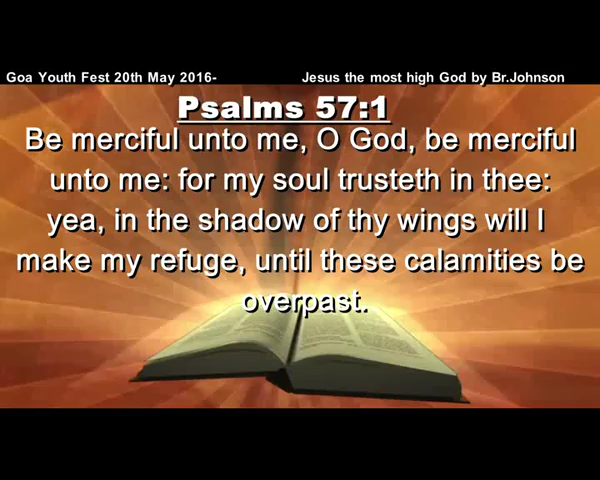 Goa Youth Fest 20th May 2016- Jesus the most high God by Br.Johnson
Psalms 57:1
Be merciful unto me, O God, be merciful
unto me: for my soul trusteth in thee:
yea, in the shadow of thy wings will I
make my refuge, until these calamities be
overpast.